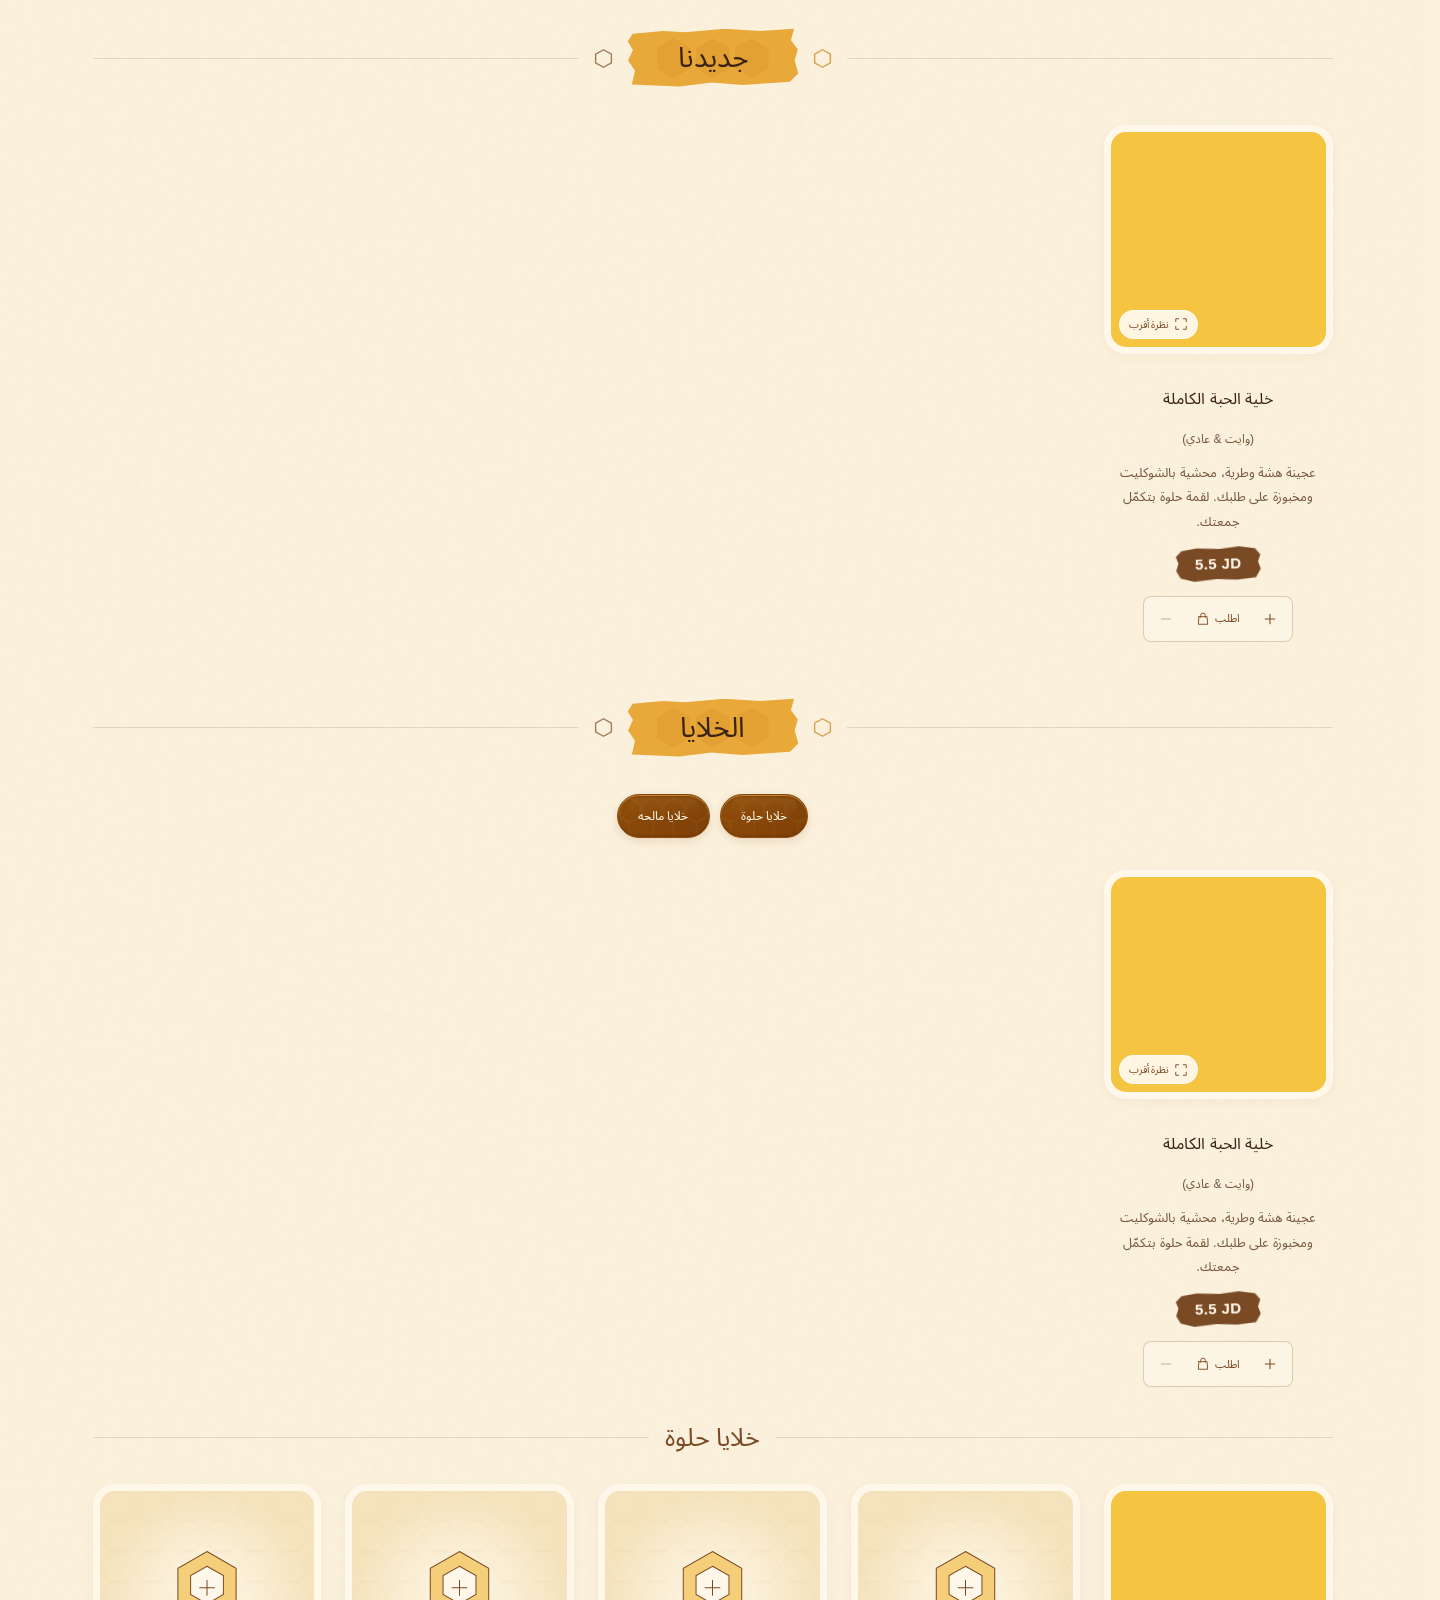 جديدنا
نظرة أقرب
خلية الحبة الكاملة
(وايت & عادي)
عجينة هشة وطرية، محشية بالشوكليت
ومخبوزة على طلبك. لقمة حلوة بتكمّل
جمعتك.
5.5 JD
اطلب
الخلايا
خلايا حلوة
خلايا مالحه
نظرة أقرب
خلية الحبة الكاملة
(وايت & عادي)
عجينة هشة وطرية، محشية بالشوكليت
ومخبوزة على طلبك. لقمة حلوة بتكمّل
جمعتك.
5.5 JD
اطلب
خلايا حلوة